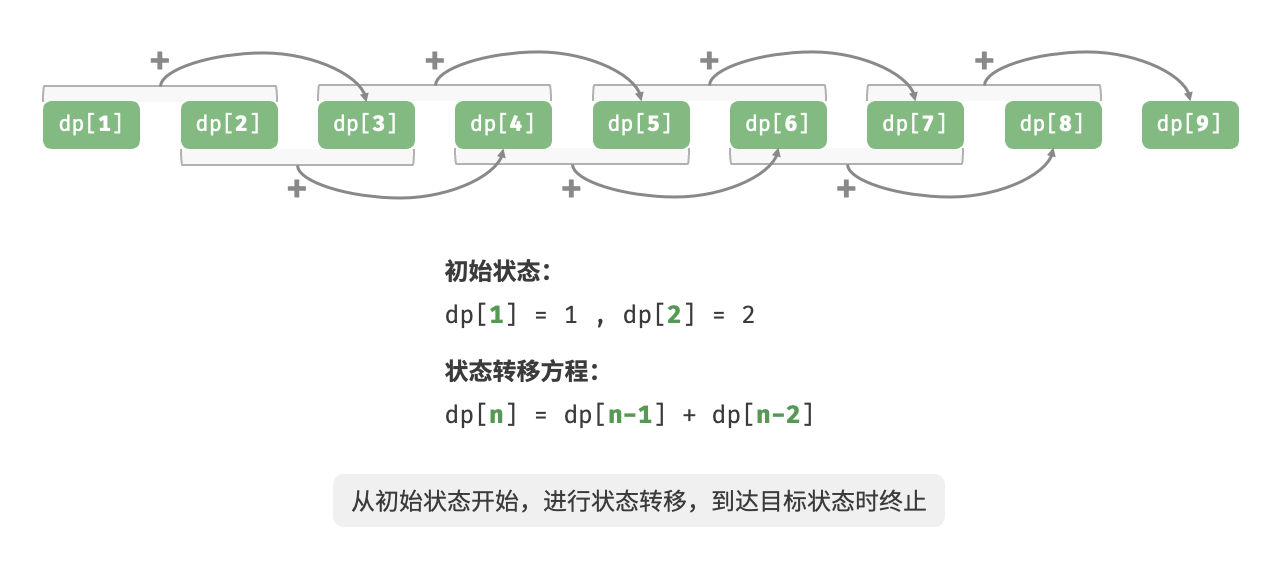 + + + +
dp[1] dp[2] dp[3] dp[4] dp[5] dp[6] dp[7] dp[8] dp[9]
+ + +
初始状态：
dp[1] = 1 , dp[2] = 2
状态转移方程：
dp[n] = dp[n-1] + dp[n-2]
从初始状态开始，进行状态转移，到达目标状态时终止